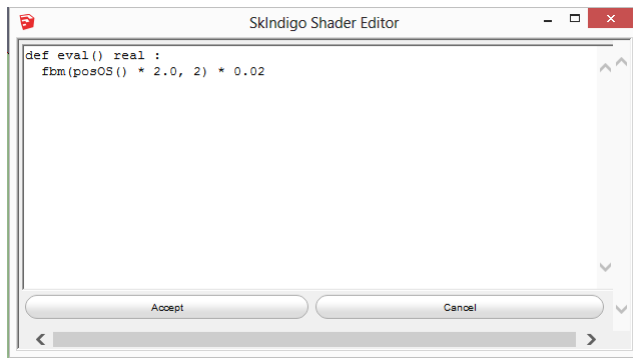 SkIndigo Shader Editor
def eval() real :
  fbm(posOS() * 2.0, 2) * 0.02
Accept
Cancel